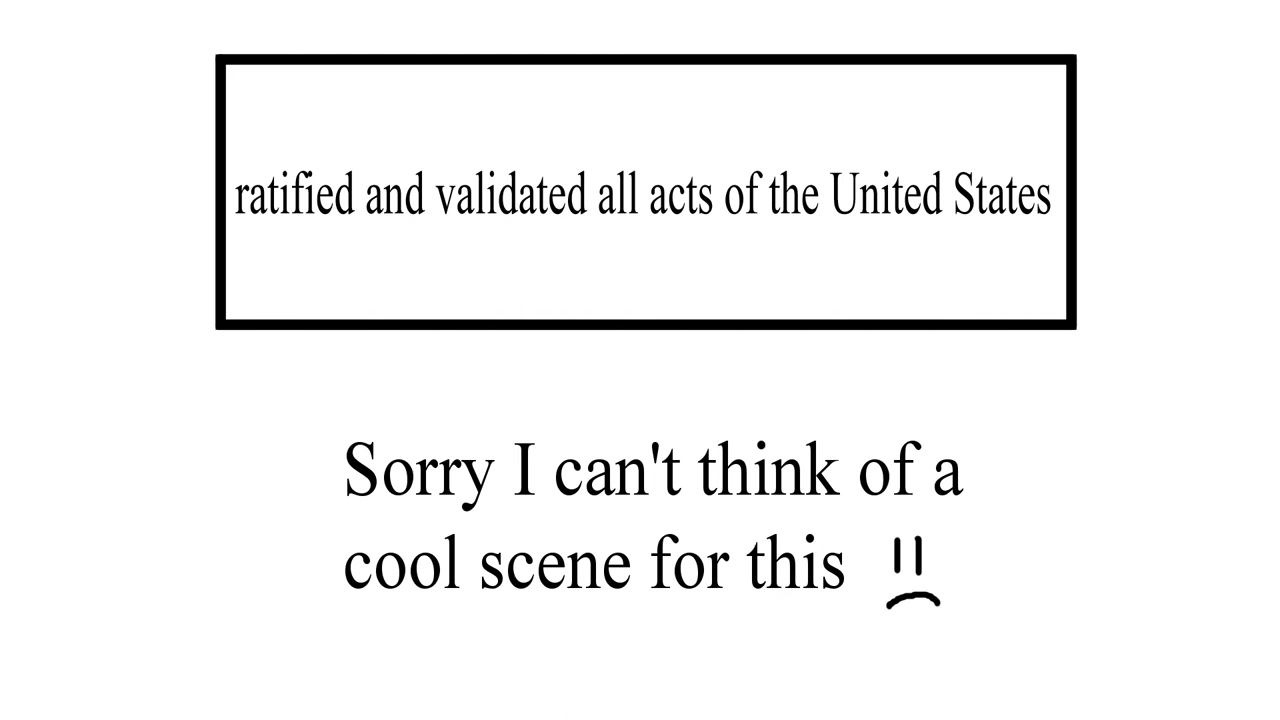 ratified and validated all acts of the United States
Sorry I can't think of a
cool scene for this